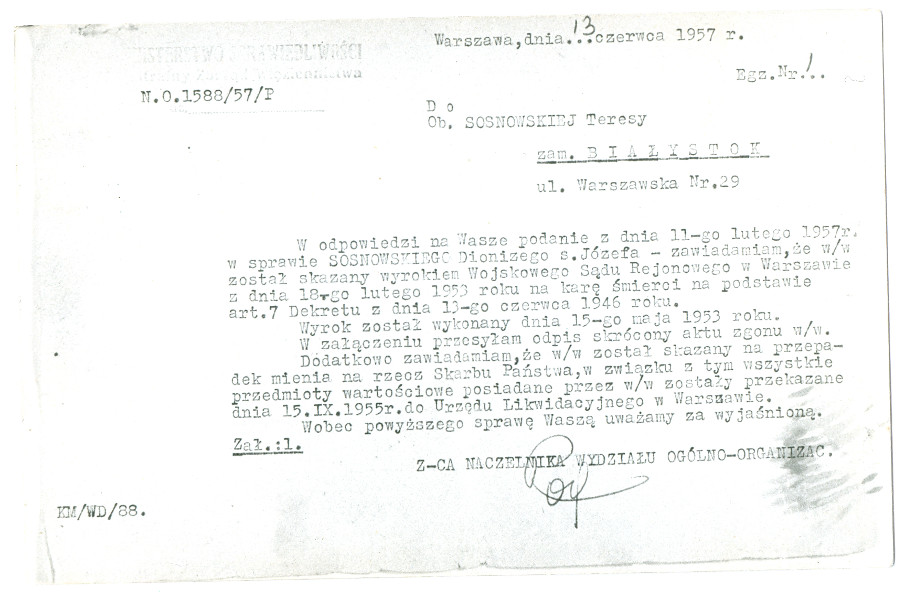 Warszawa,dnia 13 czerwca 1957 r.
Egz.Nr 1..
N.O.1588/57/P
D o
Ob. SOSNOWSKIEJ Teresy
zam. B I A Ł Y S T O K
ul. Warszawska Nr.29
W odpowiedzi na Wasze podanie z dnia 11-go lutego 1957r.
w sprawie SOSNOWSKIEGO Dionizego s.Józefa - zawiadamiam,że w/w
został skazany wyrokiem Wojskowego Sądu Rejonowego w Warszawie
z dnia 18-go lutego 1953 roku na karę śmierci na podstawie
art.7 Dekretu z dnia 13-go czerwca 1946 roku.
Wyrok został wykonany dnia 15-go maja 1953 roku.
W załączeniu przesyłam odpis skrócony aktu zgonu w/w.
Dodatkowo zawiadamiam,że w/w został skazany na przepa-
dek mienia na rzecz Skarbu Państwa,w związku z tym wszystkie
przedmioty wartościowe posiadane przez w/w zostały przekazane
dnia 15.IX.1955r.do Urzędu Likwidacyjnego w Warszawie.
Wobec powyższego sprawę Waszą uważamy za wyjaśnioną.
Zał.:1.
Z-CA NACZELNIKA WYDZIAŁU OGÓLNO-ORGANIZAC.
KM/WD/88.